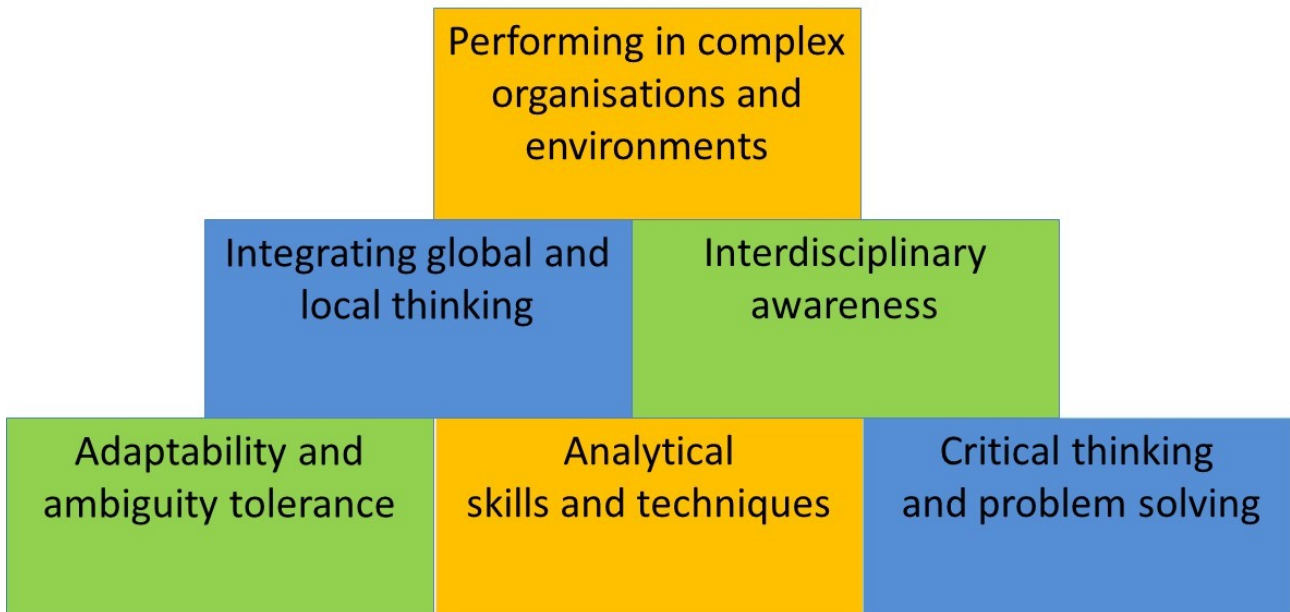 Performing in complex
organisations and
environments
Integrating global and
local thinking
Interdisciplinary
awareness
Adaptability and
ambiguity tolerance
Analytical
skills and techniques
Critical thinking
and problem solving